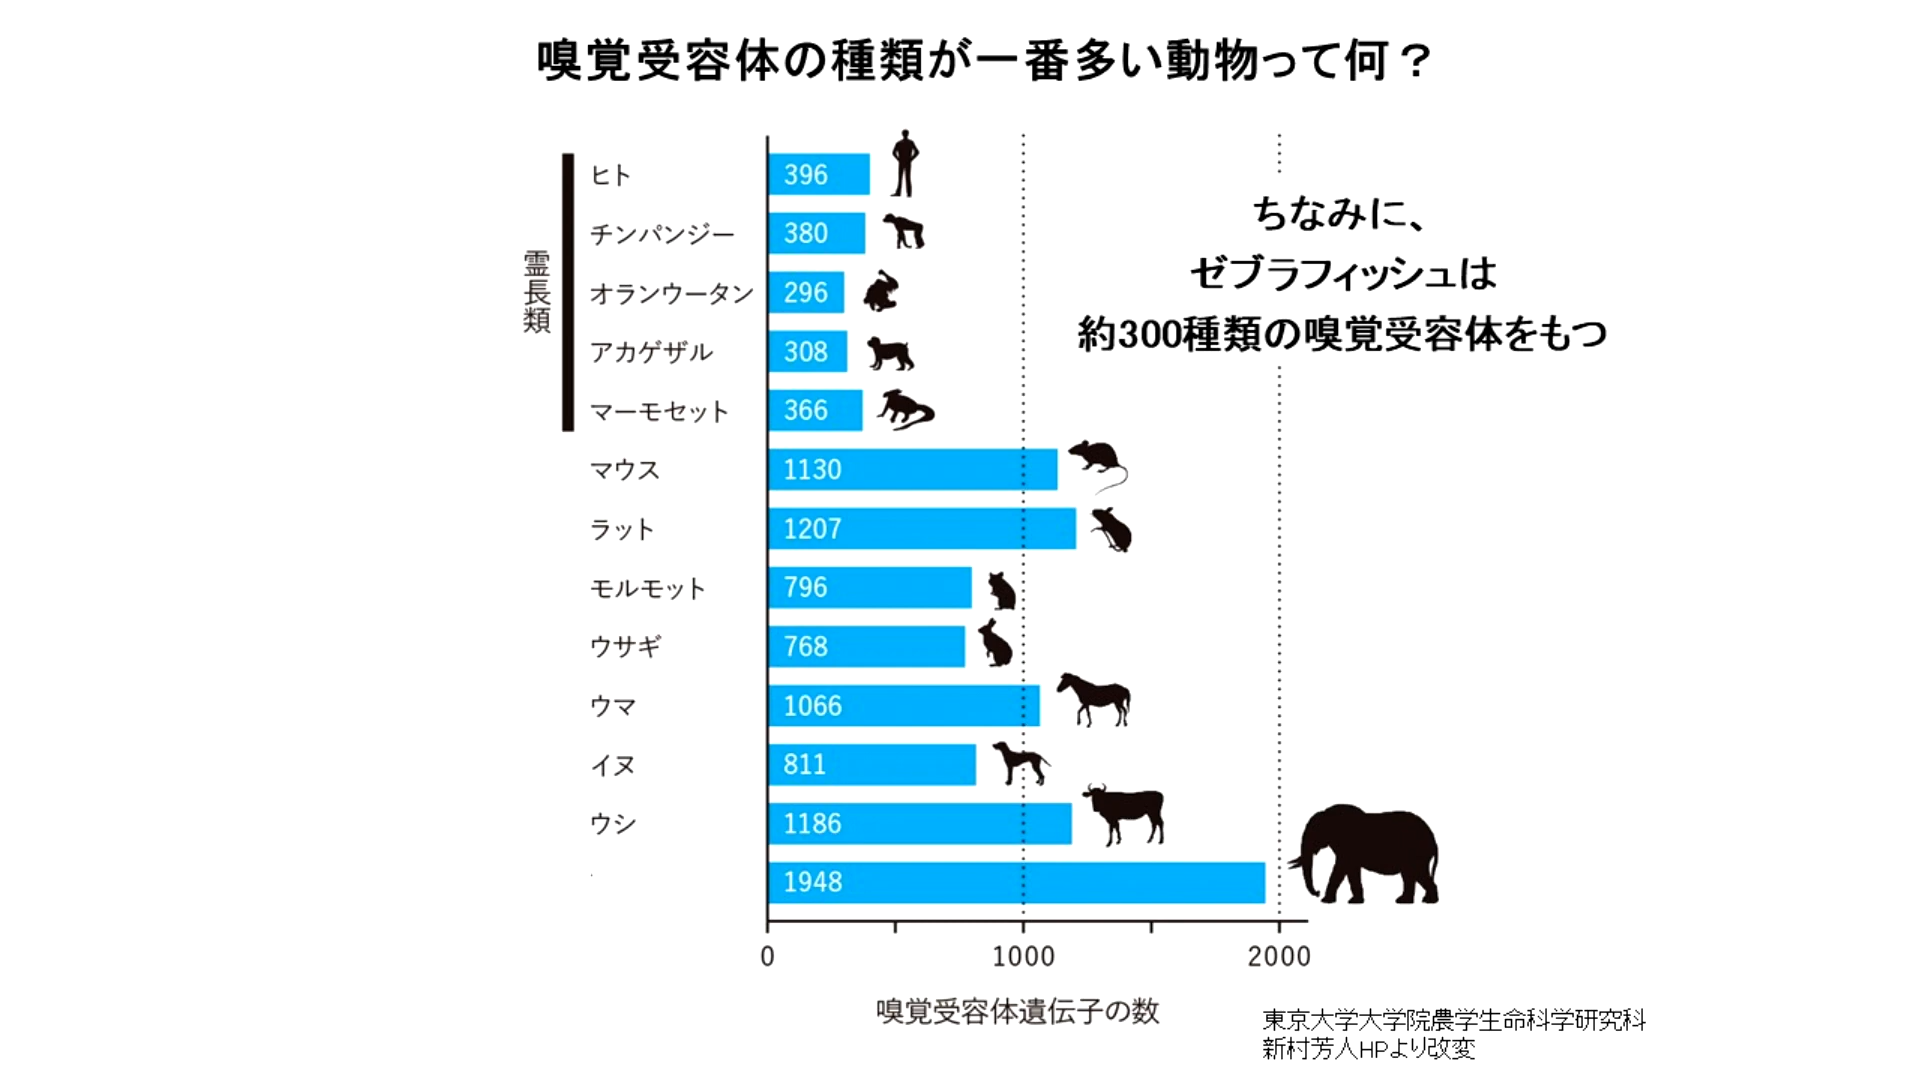 嗅覚受容体の種類が一番多い動物って何？
霊長類
ヒト 396
チンパンジー 380
オランウータン 296
アカゲザル 308
マーモセット 366
マウス 1130
ラット 1207
モルモット 796
ウサギ 768
ウマ 1066
イヌ 811
ウシ 1186
1948
ちなみに、
ゼブラフィッシュは
約300種類の嗅覚受容体をもつ
0 1000 2000
嗅覚受容体遺伝子の数
東京大学大学院農学生命科学研究科
新村芳人HPより改変